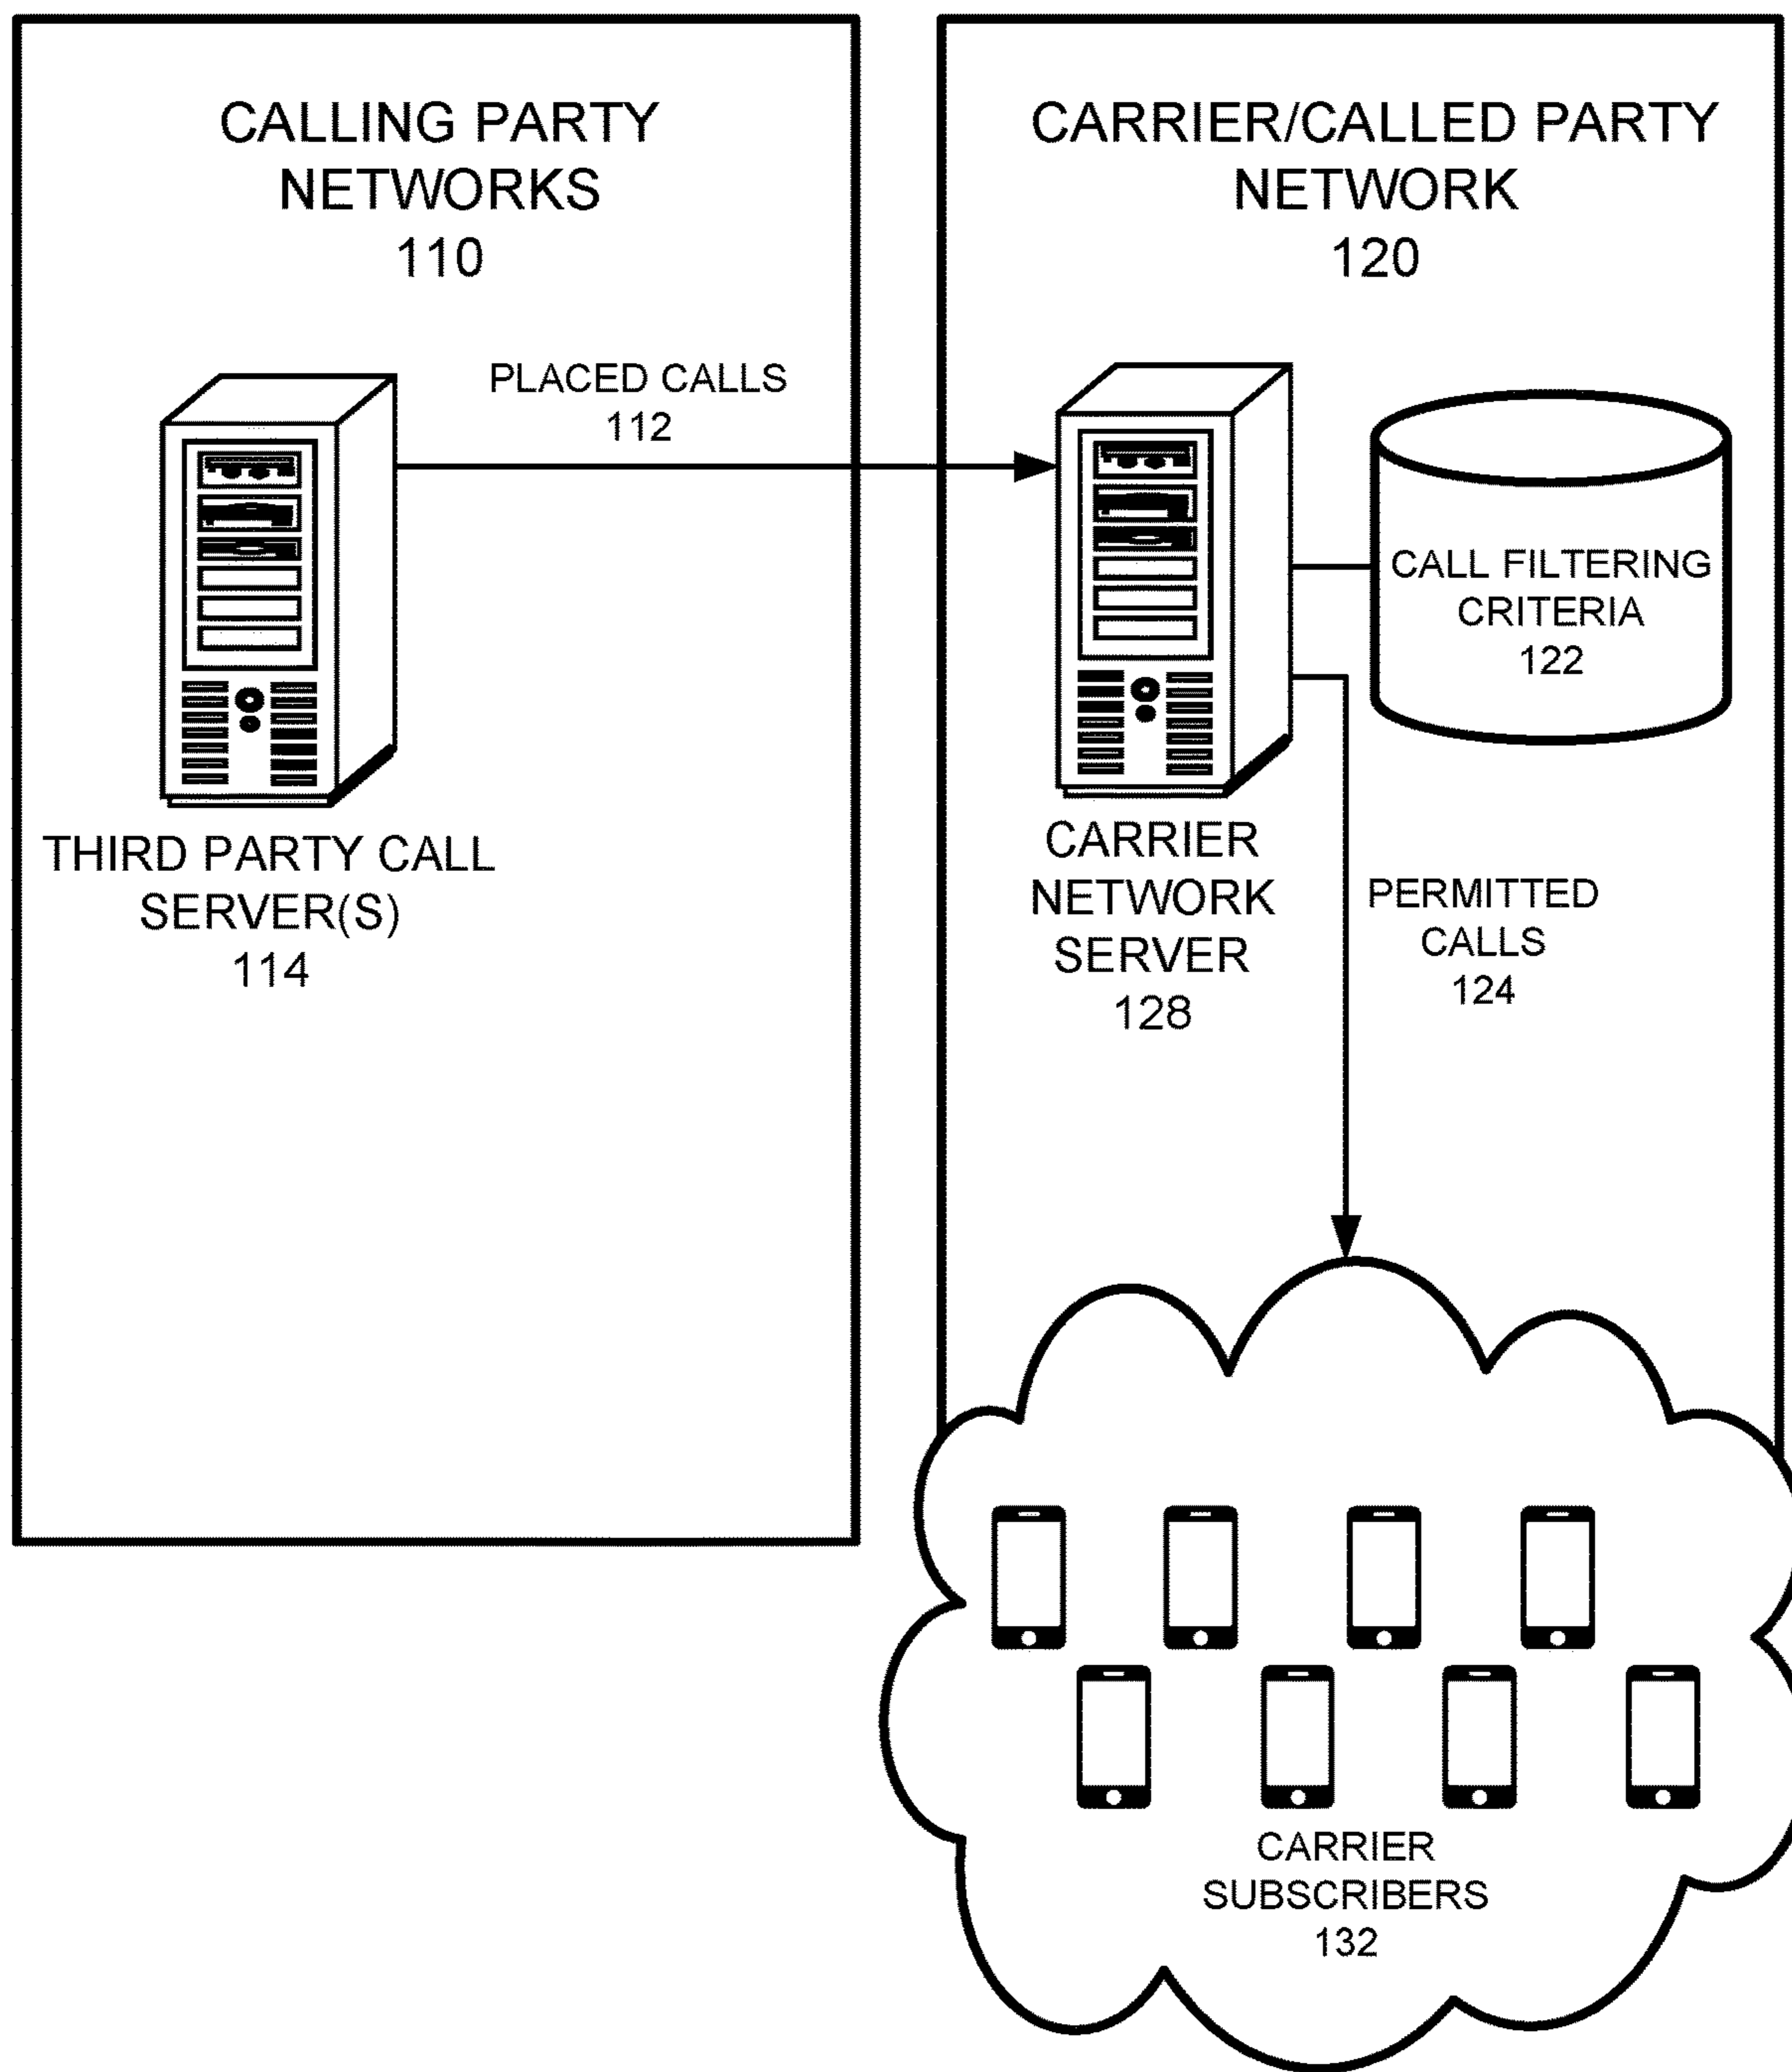 CALLING PARTY
NETWORKS
110
CARRIER/CALLED PARTY
NETWORK
120
PLACED CALLS
112
CALL FILTERING
CRITERIA
122
THIRD PARTY CALL
SERVER(S)
114
CARRIER
NETWORK
SERVER
128
PERMITTED
CALLS
124
CARRIER
SUBSCRIBERS
132